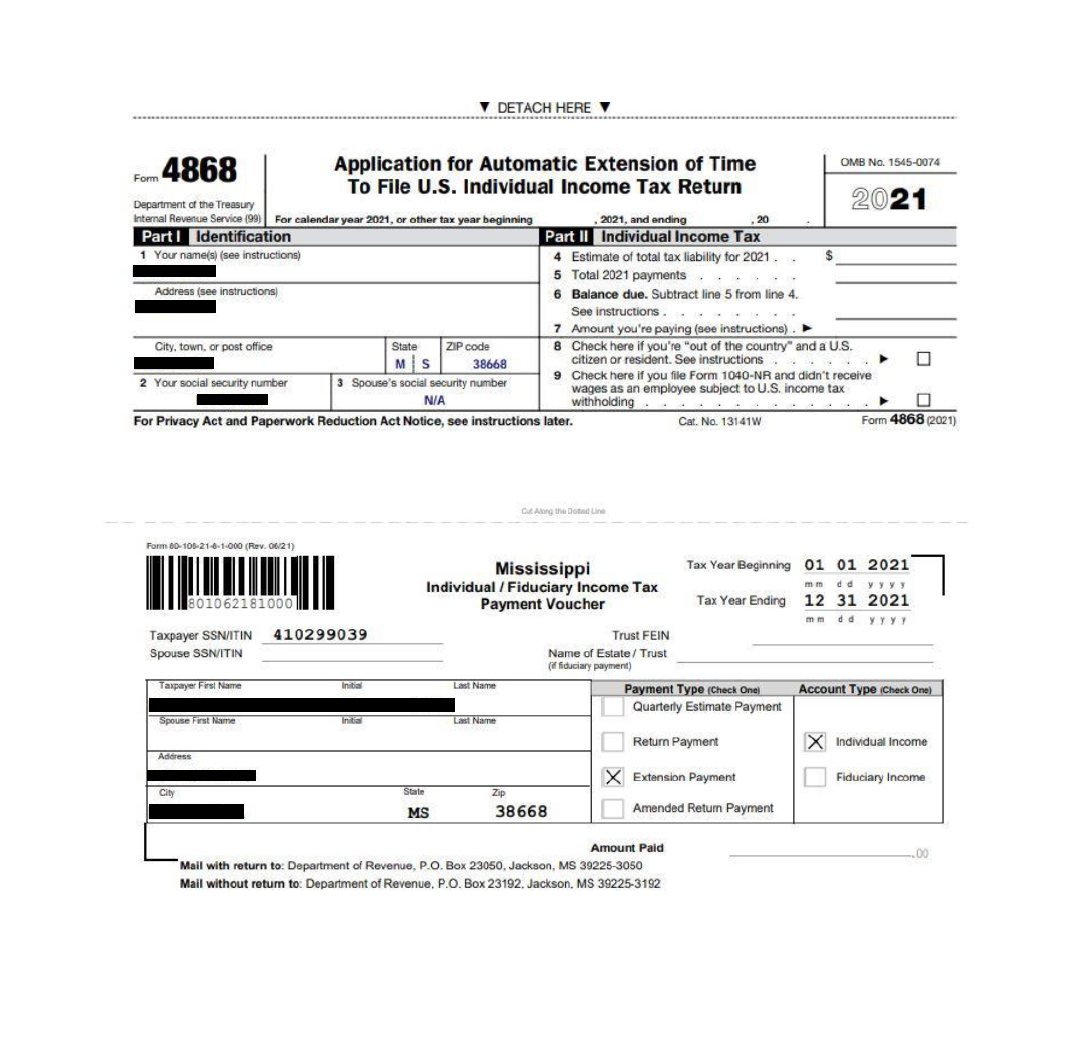 ▼ DETACH HERE ▼
Form 4868
Department of the Treasury
Internal Revenue Service (99)
Application for Automatic Extension of Time
To File U.S. Individual Income Tax Return
For calendar year 2021, or other tax year beginning , 2021, and ending , 20 .
OMB No. 1545-0074
2021
Part I Identification
1 Your name(s) (see instructions)
Address (see instructions)
City, town, or post office State ZIP code
M S 38668
2 Your social security number 3 Spouse's social security number
N/A
Part II Individual Income Tax
4 Estimate of total tax liability for 2021 . . $
5 Total 2021 payments . . . . . .
6 Balance due. Subtract line 5 from line 4.
See instructions . . . . . . .
7 Amount you're paying (see instructions) . ►
8 Check here if you're "out of the country" and a U.S.
citizen or resident. See instructions . . . . . . ►
9 Check here if you file Form 1040-NR and didn't receive
wages as an employee subject to U.S. income tax
withholding . . . . . . . . . . . . . ►
For Privacy Act and Paperwork Reduction Act Notice, see instructions later. Cat. No. 13141W Form 4868 (2021)
Cut Along the Dotted Line
Form 80-106-21-8-1-000 (Rev. 06/21)
801062181000
Mississippi
Individual / Fiduciary Income Tax
Payment Voucher
Tax Year Beginning 01 01 2021
mm dd yyyy
Tax Year Ending 12 31 2021
mm dd yyyy
Taxpayer SSN/ITIN 410299039 Trust FEIN
Spouse SSN/ITIN Name of Estate / Trust
(if fiduciary payment)
Taxpayer First Name Initial Last Name
Spouse First Name Initial Last Name
Address
City State Zip
MS 38668
Payment Type (Check One) Account Type (Check One)
Quarterly Estimate Payment
Return Payment X Individual Income
X Extension Payment Fiduciary Income
Amended Return Payment
Amount Paid .00
Mail with return to: Department of Revenue, P.O. Box 23050, Jackson, MS 39225-3050
Mail without return to: Department of Revenue, P.O. Box 23192, Jackson, MS 39225-3192